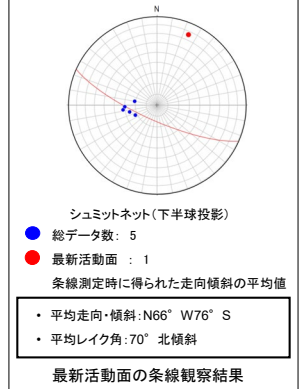 N
シュミットネット(下半球投影)
総データ数: 5
最新活動面 : 1
条線測定時に得られた走向傾斜の平均値
・ 平均走向・傾斜:N66°W76°S
・ 平均レイク角:70°北傾斜
最新活動面の条線観察結果